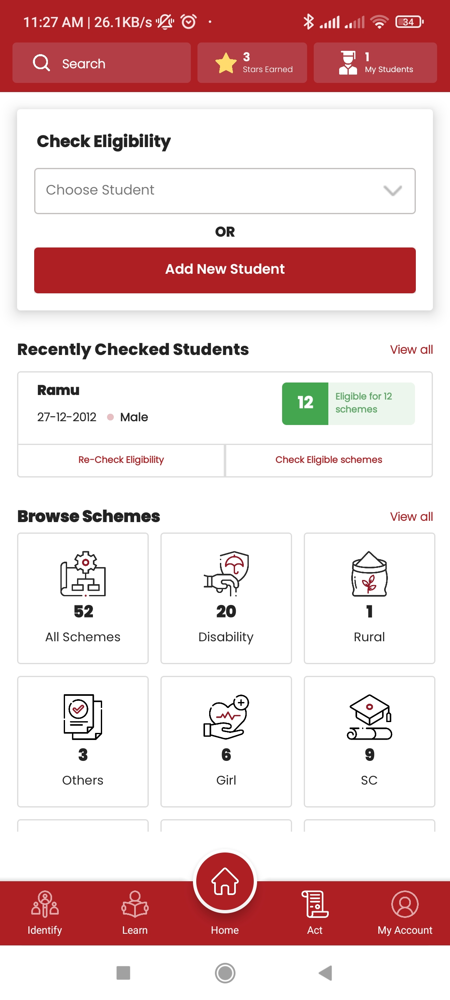 11:27 AM | 26.1KB/s
34
Search
3
Stars Earned
1
My Students
Check Eligibility
Choose Student
OR
Add New Student
Recently Checked Students
View all
Ramu
27-12-2012 Male
12
Eligible for 12
schemes
Re-Check Eligibility
Check Eligible schemes
Browse Schemes
View all
52
All Schemes
20
Disability
1
Rural
3
Others
6
Girl
9
SC
Identify
Learn
Home
Act
My Account